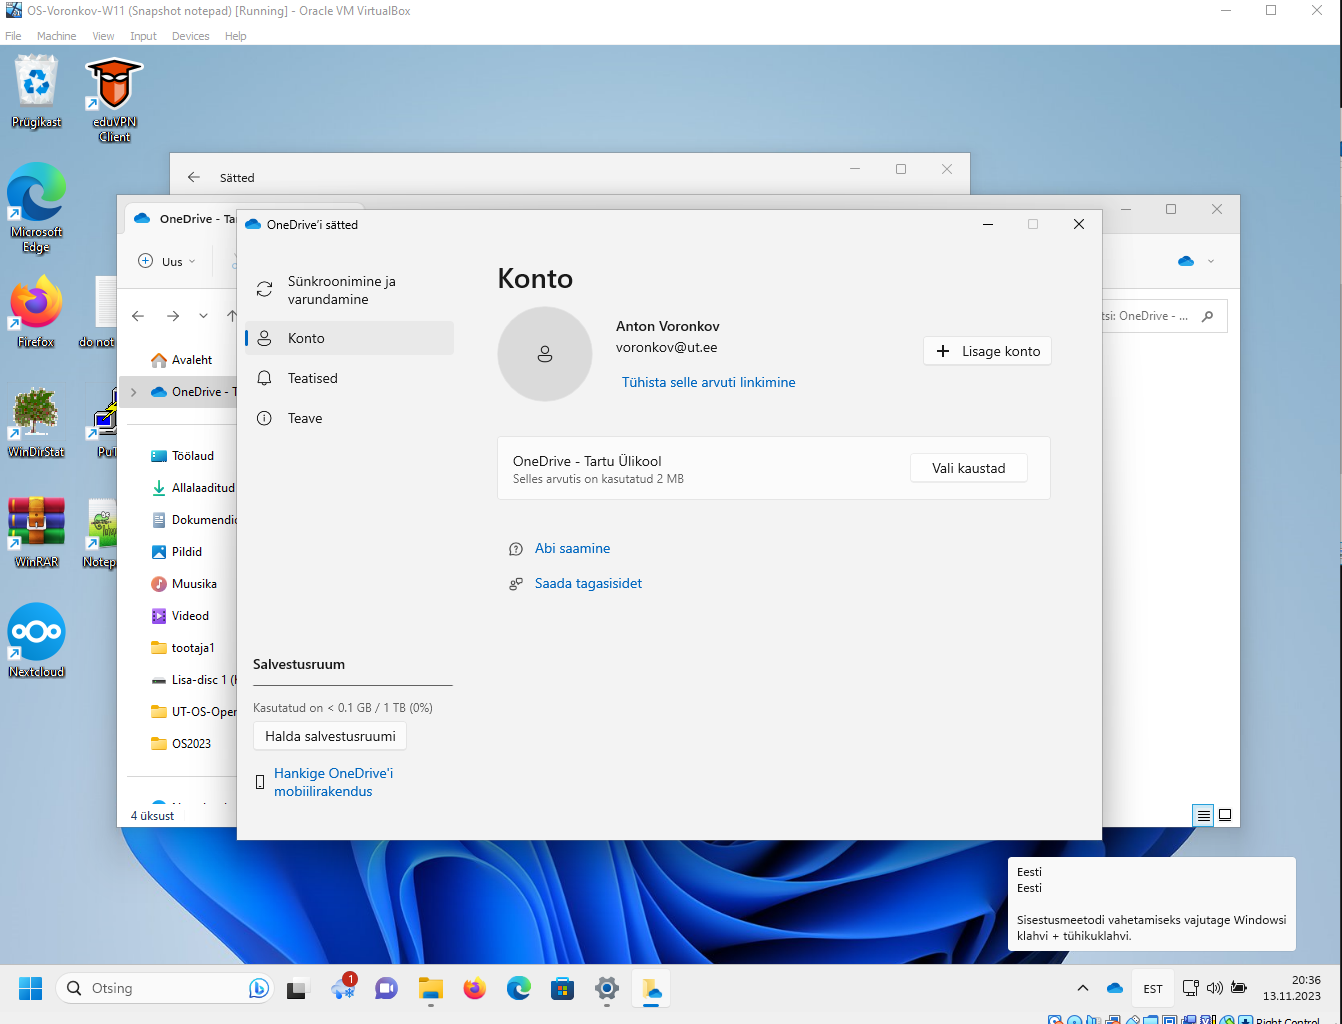 OS-Voronkov-W11 (Snapshot notepad) [Running] - Oracle VM VirtualBox
File Machine View Input Devices Help
Prügikast
eduVPN
Client
Microsoft
Edge
Firefox
do not
WinDirStat
PuT
WinRAR
Notep
Nextcloud
Sätted
OneDrive - Ta
Uus
tsi: OneDrive - ...
Avaleht
OneDrive - T
Töölaud
Allalaaditud
Dokumendid
Pildid
Muusika
Videod
tootaja1
Lisa-disc 1 (
UT-OS-Oper
OS2023
4 üksust
OneDrive'i sätted
Sünkroonimine ja
varundamine
Konto
Teatised
Teave
Konto
Anton Voronkov
voronkov@ut.ee
Tühista selle arvuti linkimine
Lisage konto
OneDrive - Tartu Ülikool
Selles arvutis on kasutatud 2 MB
Vali kaustad
Abi saamine
Saada tagasisidet
Salvestusruum
Kasutatud on < 0.1 GB / 1 TB (0%)
Halda salvestusruumi
Hankige OneDrive'i
mobiilirakendus
Eesti
Eesti
Sisestusmeetodi vahetamiseks vajutage Windowsi
klahvi + tühikuklahvi.
Otsing
1
EST
20:36
13.11.2023
Right Control